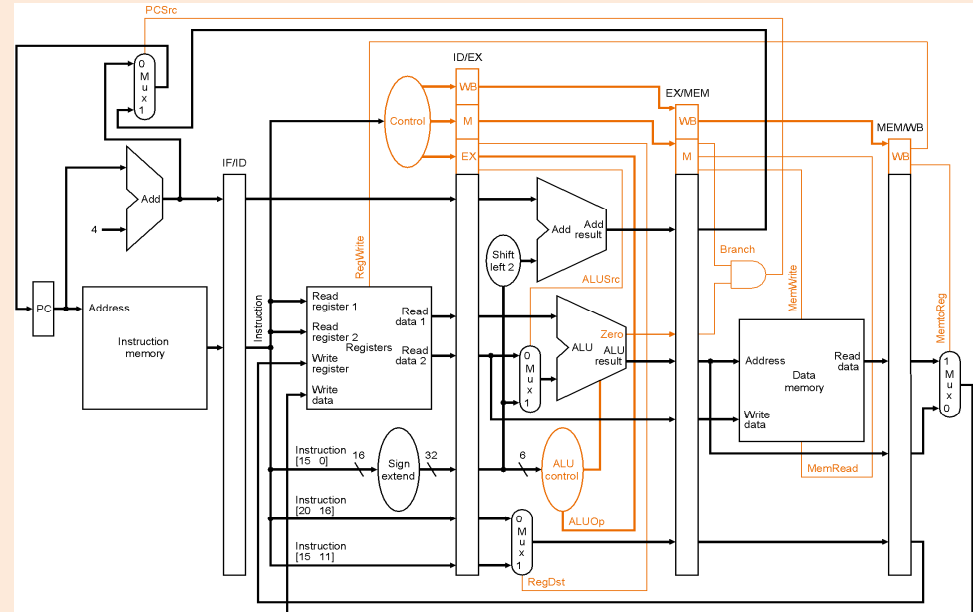 PCSrc
0
M
u
x
1
ID/EX
WB
M
EX
Control
EX/MEM
WB
M
MEM/WB
WB
IF/ID
Add
4
RegWrite
Shift
left 2
Add
Add
result
ALUSrc
Branch
MemWrite
MemtoReg
PC
Address
Instruction
memory
Instruction
Read
register 1
Read
register 2
Write
register
Write
data
Registers
Read
data 1
Read
data 2
0
M
u
x
1
Zero
ALU
ALU
result
Address
Read
data
Data
memory
Write
data
MemRead
1
M
u
x
0
Instruction
[15 0]
16
Sign
extend
32
6
ALU
control
ALUOp
Instruction
[20 16]
Instruction
[15 11]
0
M
u
x
1
RegDst